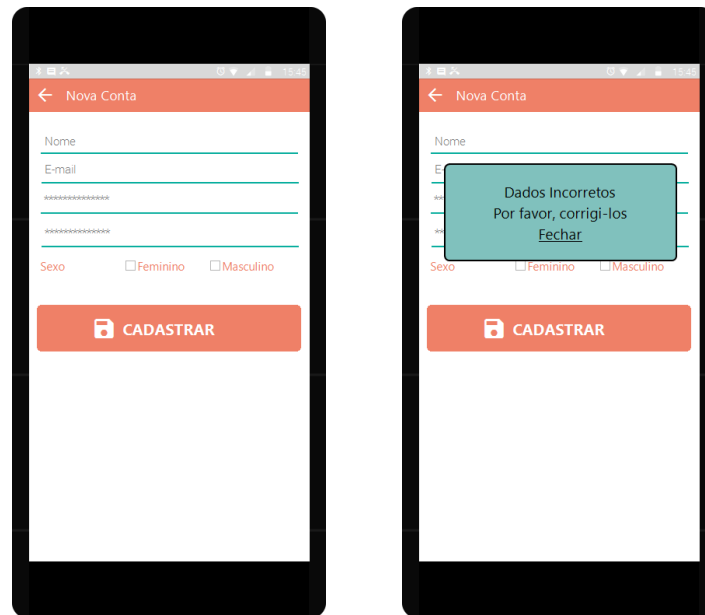 15:45
Nova Conta
Nome
E-mail
**************
**************
Sexo Feminino Masculino
CADASTRAR
15:45
Nova Conta
Nome
E-
**
**
Dados Incorretos
Por favor, corrigi-los
Fechar
Sexo Feminino Masculino
CADASTRAR